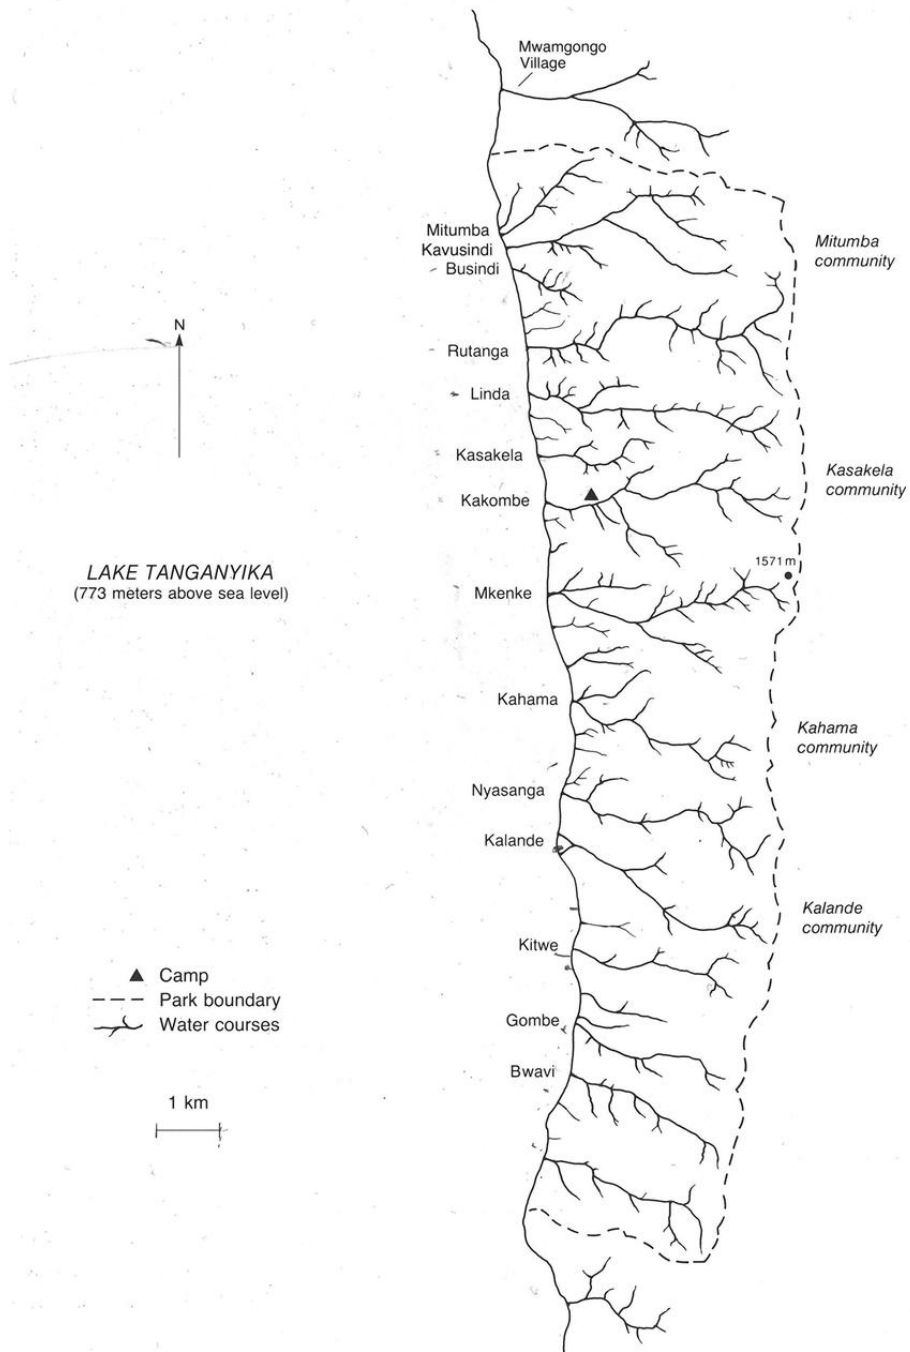 Mwamgongo
Village
Mitumba
Kavusindi
Busindi
Mitumba
community
N
Rutanga
Linda
Kasakela
Kakombe
Kasakela
community
1571 m
LAKE TANGANYIKA
(773 meters above sea level)
Mkenke
Kahama
Kahama
community
Nyasanga
Kalande
Kalande
community
Kitwe
Camp
Park boundary
Water courses
Gombe
Bwavi
1 km